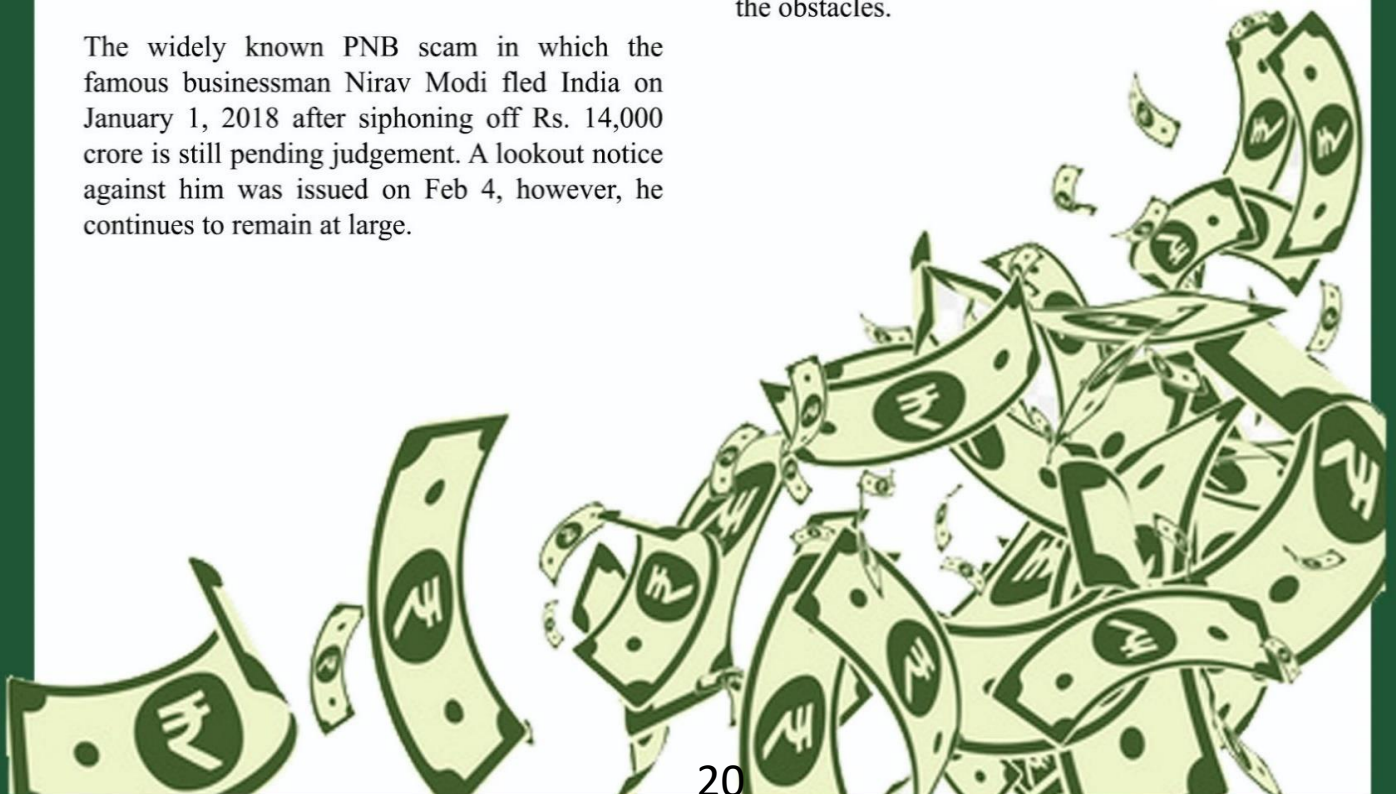 The widely known PNB scam in which the
famous businessman Nirav Modi fled India on
January 1, 2018 after siphoning off Rs. 14,000
crore is still pending judgement. A lookout notice
against him was issued on Feb 4, however, he
continues to remain at large.
the obstacles.
20